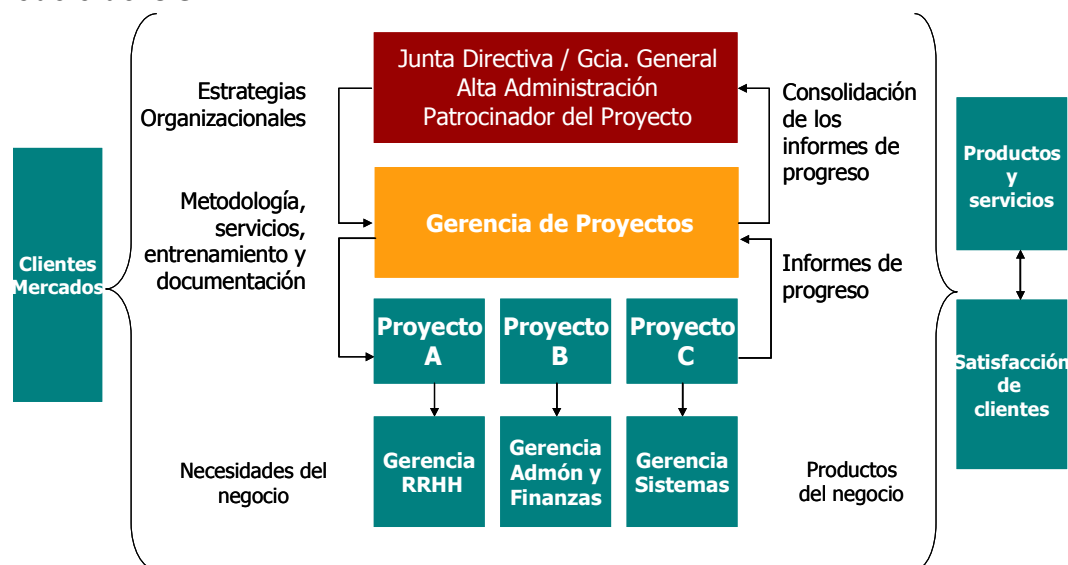 Junta Directiva / Gcia. General
Alta Administración
Patrocinador del Proyecto
Estrategias
Organizacionales
Consolidación
de los
informes de
progreso
Productos
y
servicios
Metodología,
servicios,
entrenamiento y
documentación
Gerencia de Proyectos
Clientes
Mercados
Informes de
progreso
Proyecto
A
Proyecto
B
Proyecto
C
Satisfacción
de
clientes
Necesidades del
negocio
Gerencia
RRHH
Gerencia
Admón y
Finanzas
Gerencia
Sistemas
Productos
del negocio